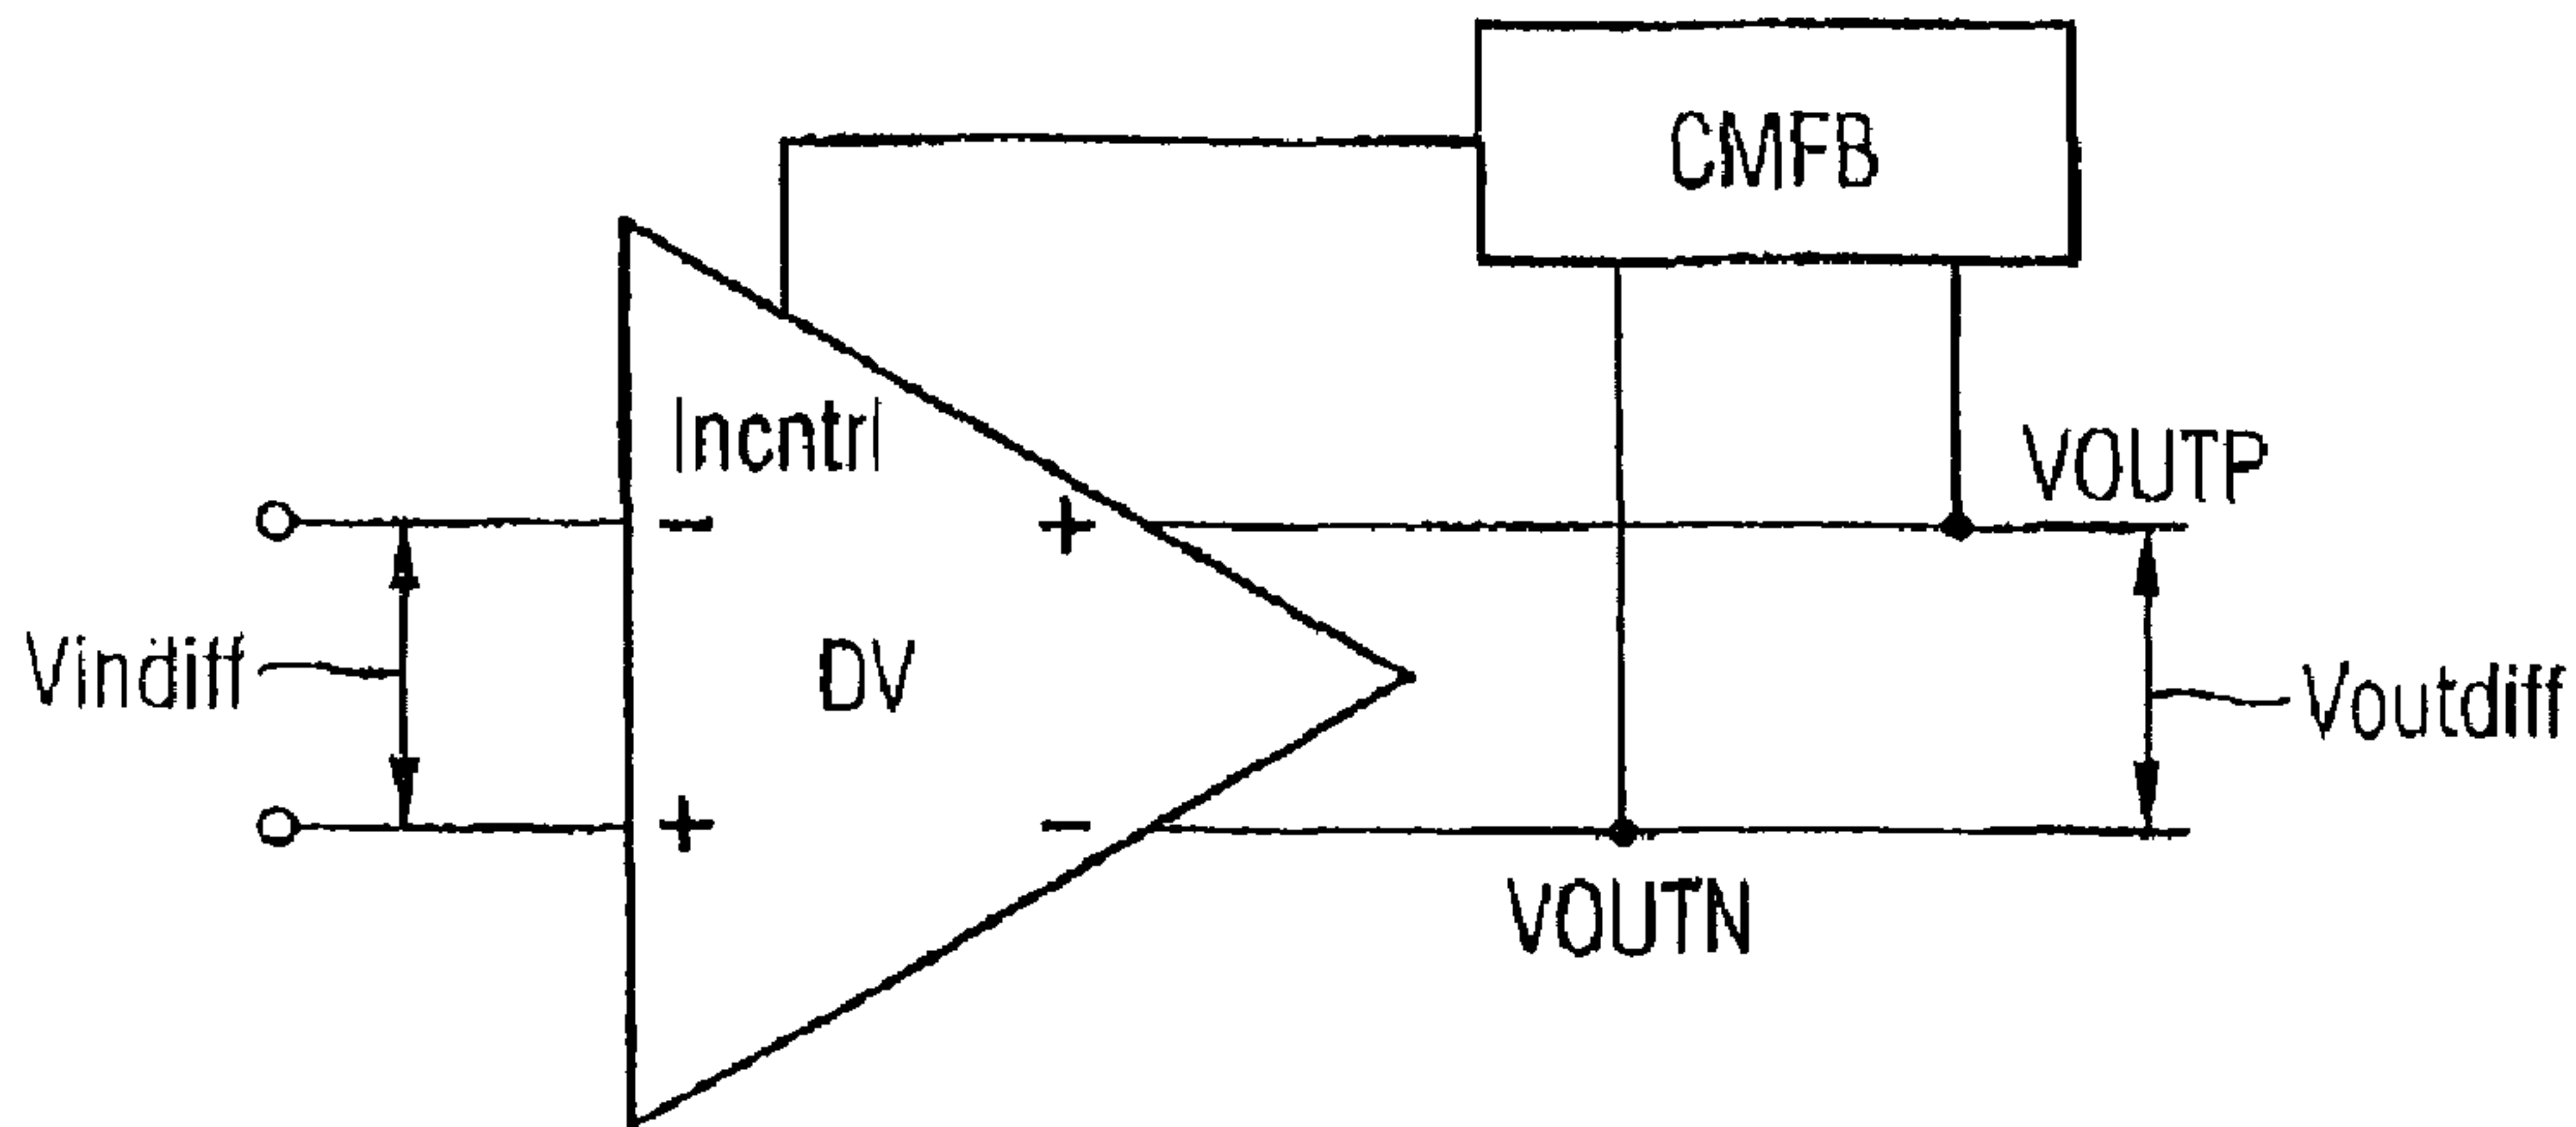 CMFB
Incntrl
VOUTP
- +
Vindiff
DV
Voutdiff
+ -
VOUTN